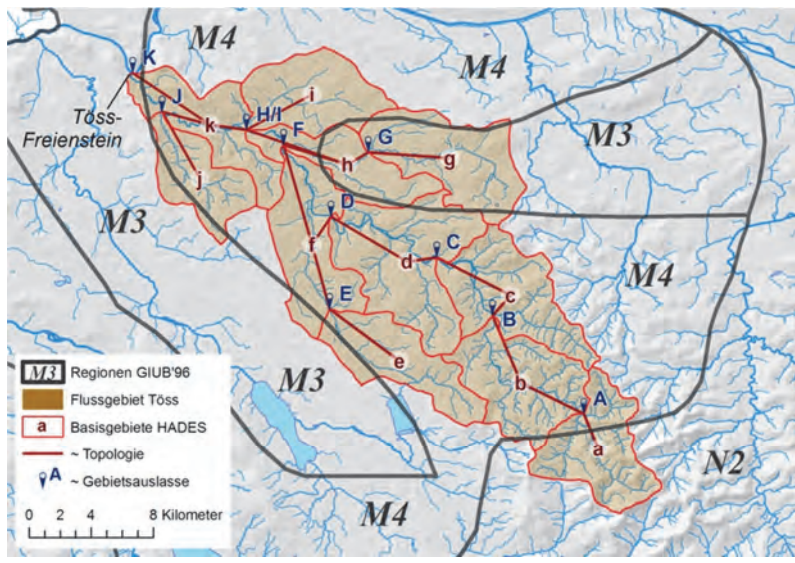 M4
K
M4
J
H/I
i
Töss-
Freienstein
k
F
G
M3
h
g
j
M3
D
f
d
C
M4
c
E
B
e
M3
b
A
a
N2
M4
M3 Regionen GIUB'96
Flussgebiet Töss
a Basisgebiete HADES
~ Topologie
A ~ Gebietsauslasse
0 2 4 8 Kilometer